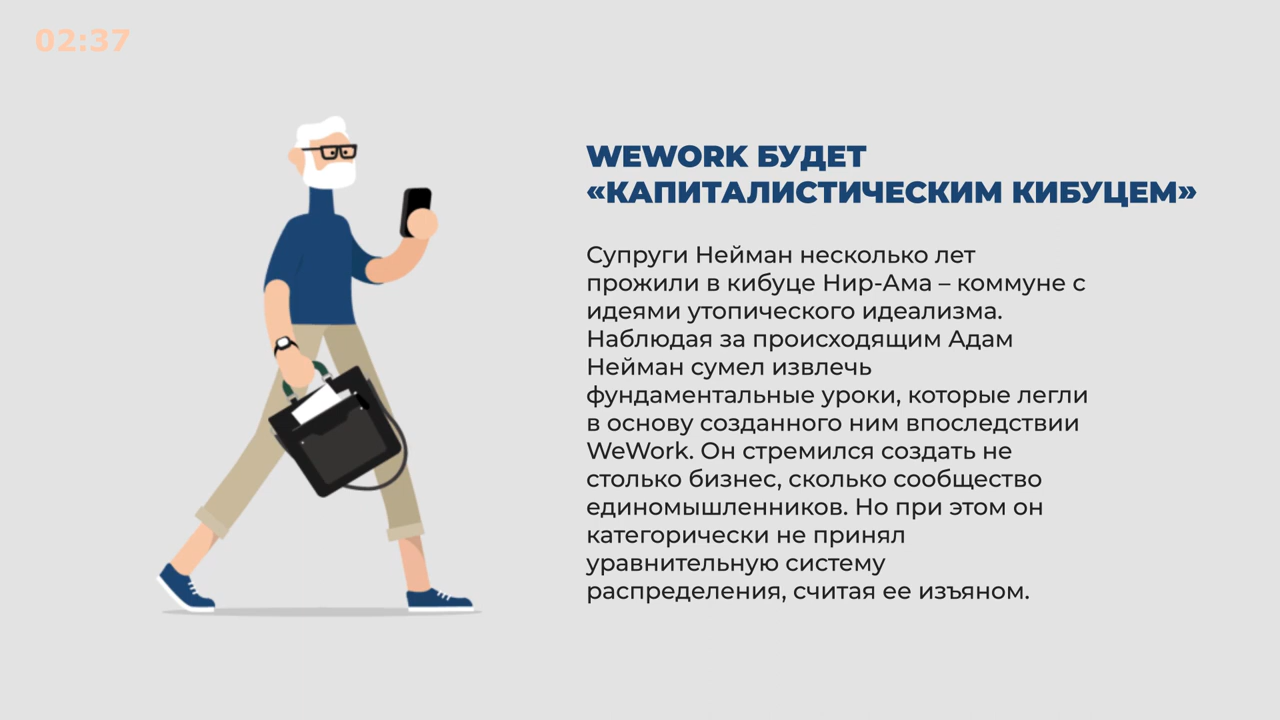 02:37
WEWORK БУДЕТ
«КАПИТАЛИСТИЧЕСКИМ КИБУЦЕМ»
Супруги Нейман несколько лет
прожили в кибуце Нир-Ама – коммуне с
идеями утопического идеализма.
Наблюдая за происходящим Адам
Нейман сумел извлечь
фундаментальные уроки, которые легли
в основу созданного ним впоследствии
WeWork. Он стремился создать не
столько бизнес, сколько сообщество
единомышленников. Но при этом он
категорически не принял
уравнительную систему
распределения, считая ее изъяном.